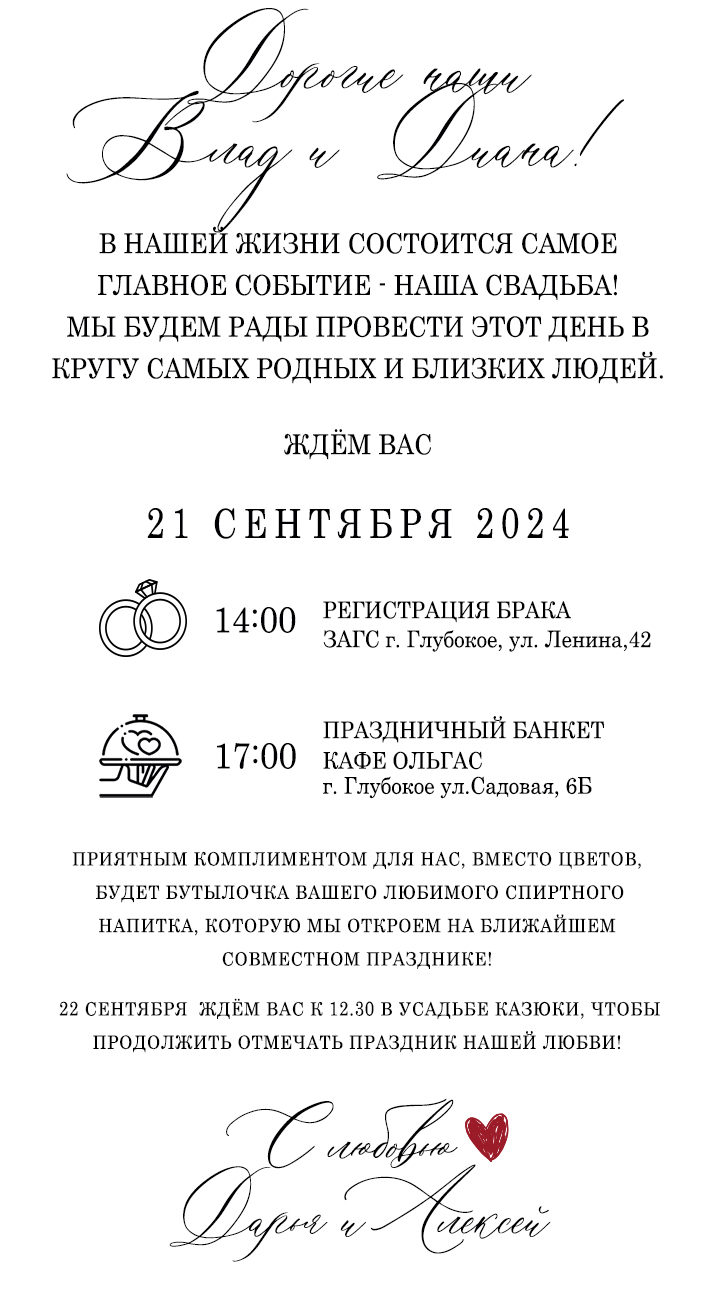 Дорогие наши
Влад и Диана!
В НАШЕЙ ЖИЗНИ СОСТОИТСЯ САМОЕ
ГЛАВНОЕ СОБЫТИЕ - НАША СВАДЬБА!
МЫ БУДЕМ РАДЫ ПРОВЕСТИ ЭТОТ ДЕНЬ В
КРУГУ САМЫХ РОДНЫХ И БЛИЗКИХ ЛЮДЕЙ.
ЖДЁМ ВАС
21 СЕНТЯБРЯ 2024
14:00
РЕГИСТРАЦИЯ БРАКА
ЗАГС г. Глубокое, ул. Ленина,42
17:00
ПРАЗДНИЧНЫЙ БАНКЕТ
КАФЕ ОЛЬГАС
г. Глубокое ул.Садовая, 6Б
ПРИЯТНЫМ КОМПЛИМЕНТОМ ДЛЯ НАС, ВМЕСТО ЦВЕТОВ,
БУДЕТ БУТЫЛОЧКА ВАШЕГО ЛЮБИМОГО СПИРТНОГО
НАПИТКА, КОТОРУЮ МЫ ОТКРОЕМ НА БЛИЖАЙШЕМ
СОВМЕСТНОМ ПРАЗДНИКЕ!
22 СЕНТЯБРЯ ЖДЁМ ВАС К 12.30 В УСАДЬБЕ КАЗЮКИ, ЧТОБЫ
ПРОДОЛЖИТЬ ОТМЕЧАТЬ ПРАЗДНИК НАШЕЙ ЛЮБВИ!
С любовью
Дарья и Алексей